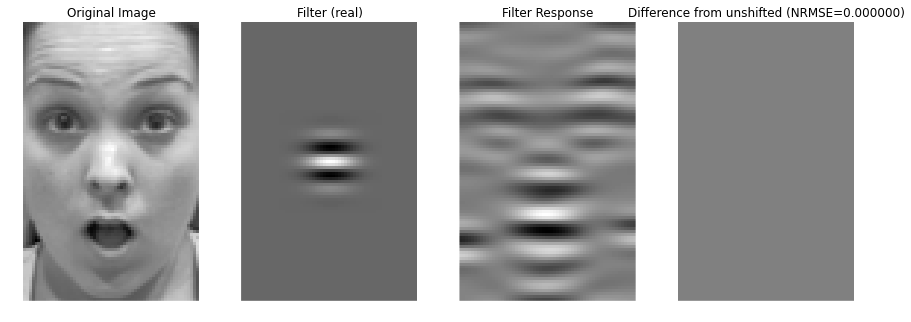 Original Image
Filter (real)
Filter Response
Difference from unshifted (NRMSE=0.000000)